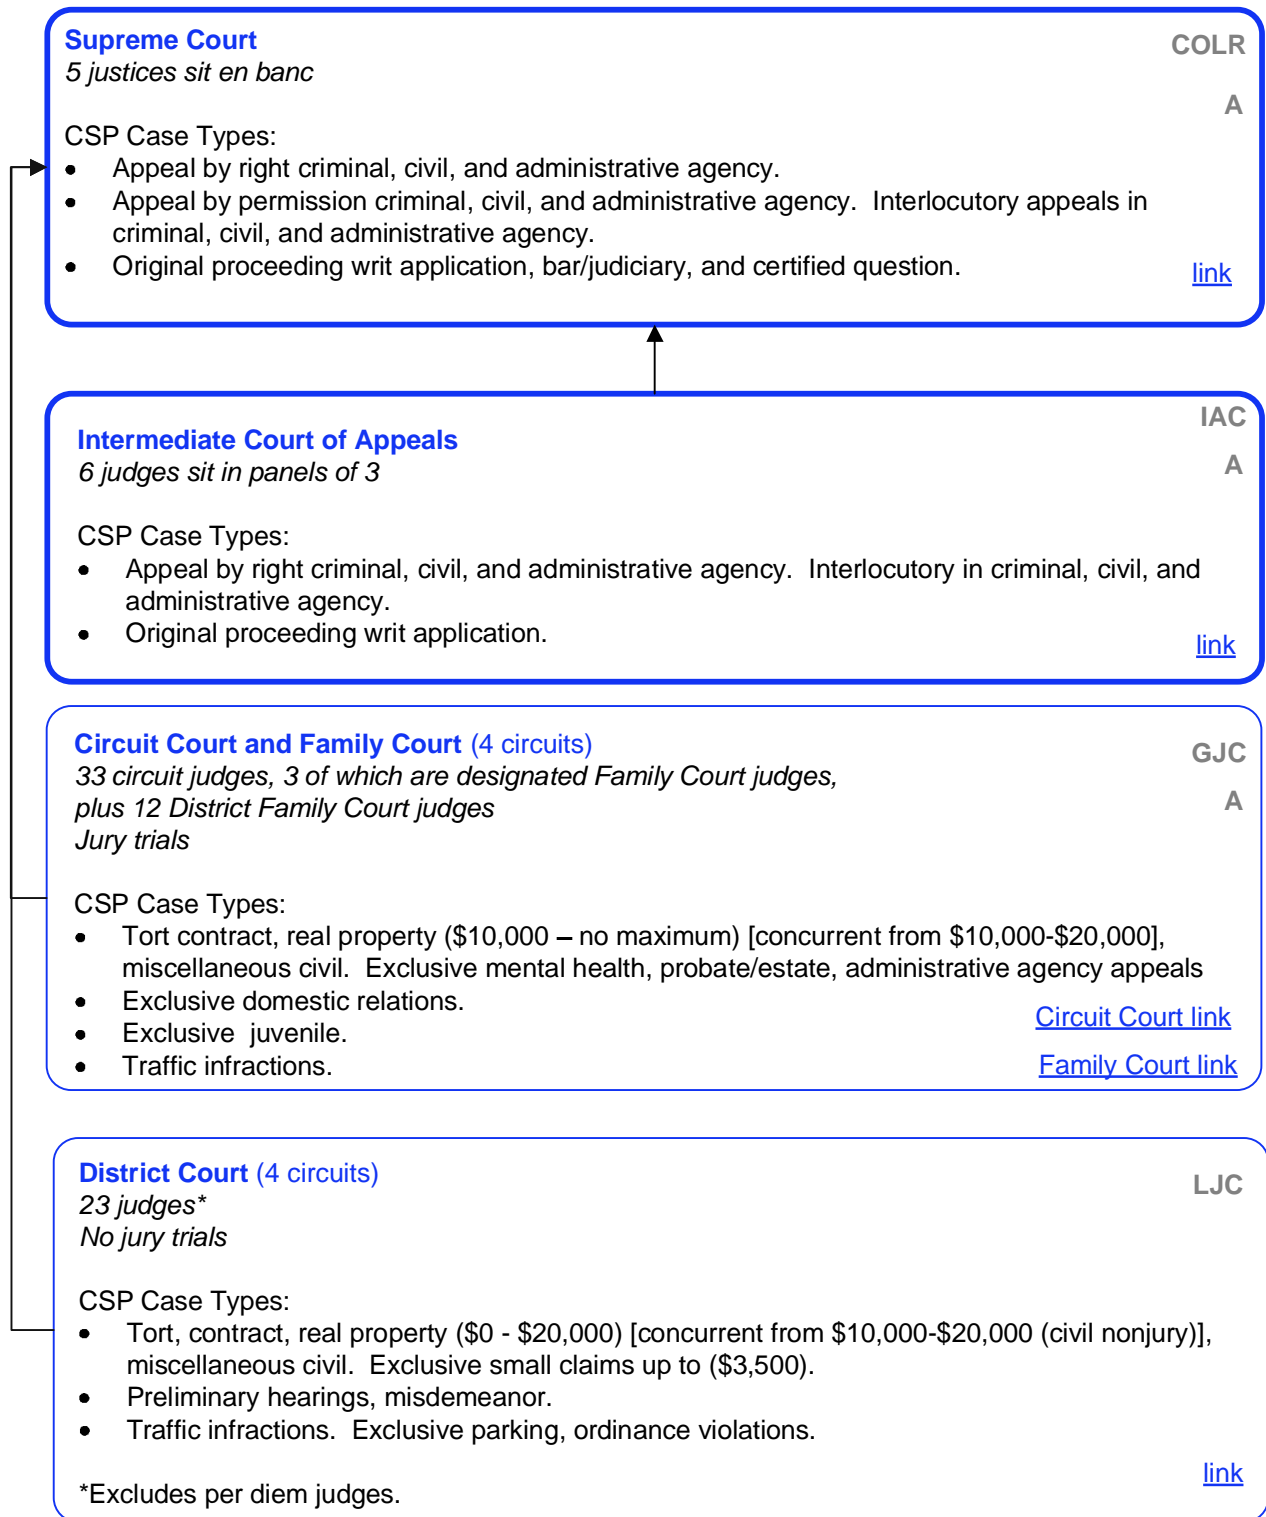 Supreme Court
COLR
5 justices sit en banc
A
CSP Case Types:
• Appeal by right criminal, civil, and administrative agency.
• Appeal by permission criminal, civil, and administrative agency.  Interlocutory appeals in
criminal, civil, and administrative agency.
• Original proceeding writ application, bar/judiciary, and certified question.
link
IAC
Intermediate Court of Appeals
A
6 judges sit in panels of 3
CSP Case Types:
• Appeal by right criminal, civil, and administrative agency.  Interlocutory in criminal, civil, and
administrative agency.
• Original proceeding writ application.
link
Circuit Court and Family Court (4 circuits)
GJC
33 circuit judges, 3 of which are designated Family Court judges,
plus 12 District Family Court judges
A
Jury trials
CSP Case Types:
• Tort contract, real property ($10,000 – no maximum) [concurrent from $10,000-$20,000],
miscellaneous civil.  Exclusive mental health, probate/estate, administrative agency appeals
• Exclusive domestic relations.
Circuit Court link
• Exclusive  juvenile.
• Traffic infractions.
Family Court link
District Court (4 circuits)
LJC
23 judges*
No jury trials
CSP Case Types:
• Tort, contract, real property ($0 - $20,000) [concurrent from $10,000-$20,000 (civil nonjury)],
miscellaneous civil.  Exclusive small claims up to ($3,500).
• Preliminary hearings, misdemeanor.
• Traffic infractions.  Exclusive parking, ordinance violations.
link
*Excludes per diem judges.